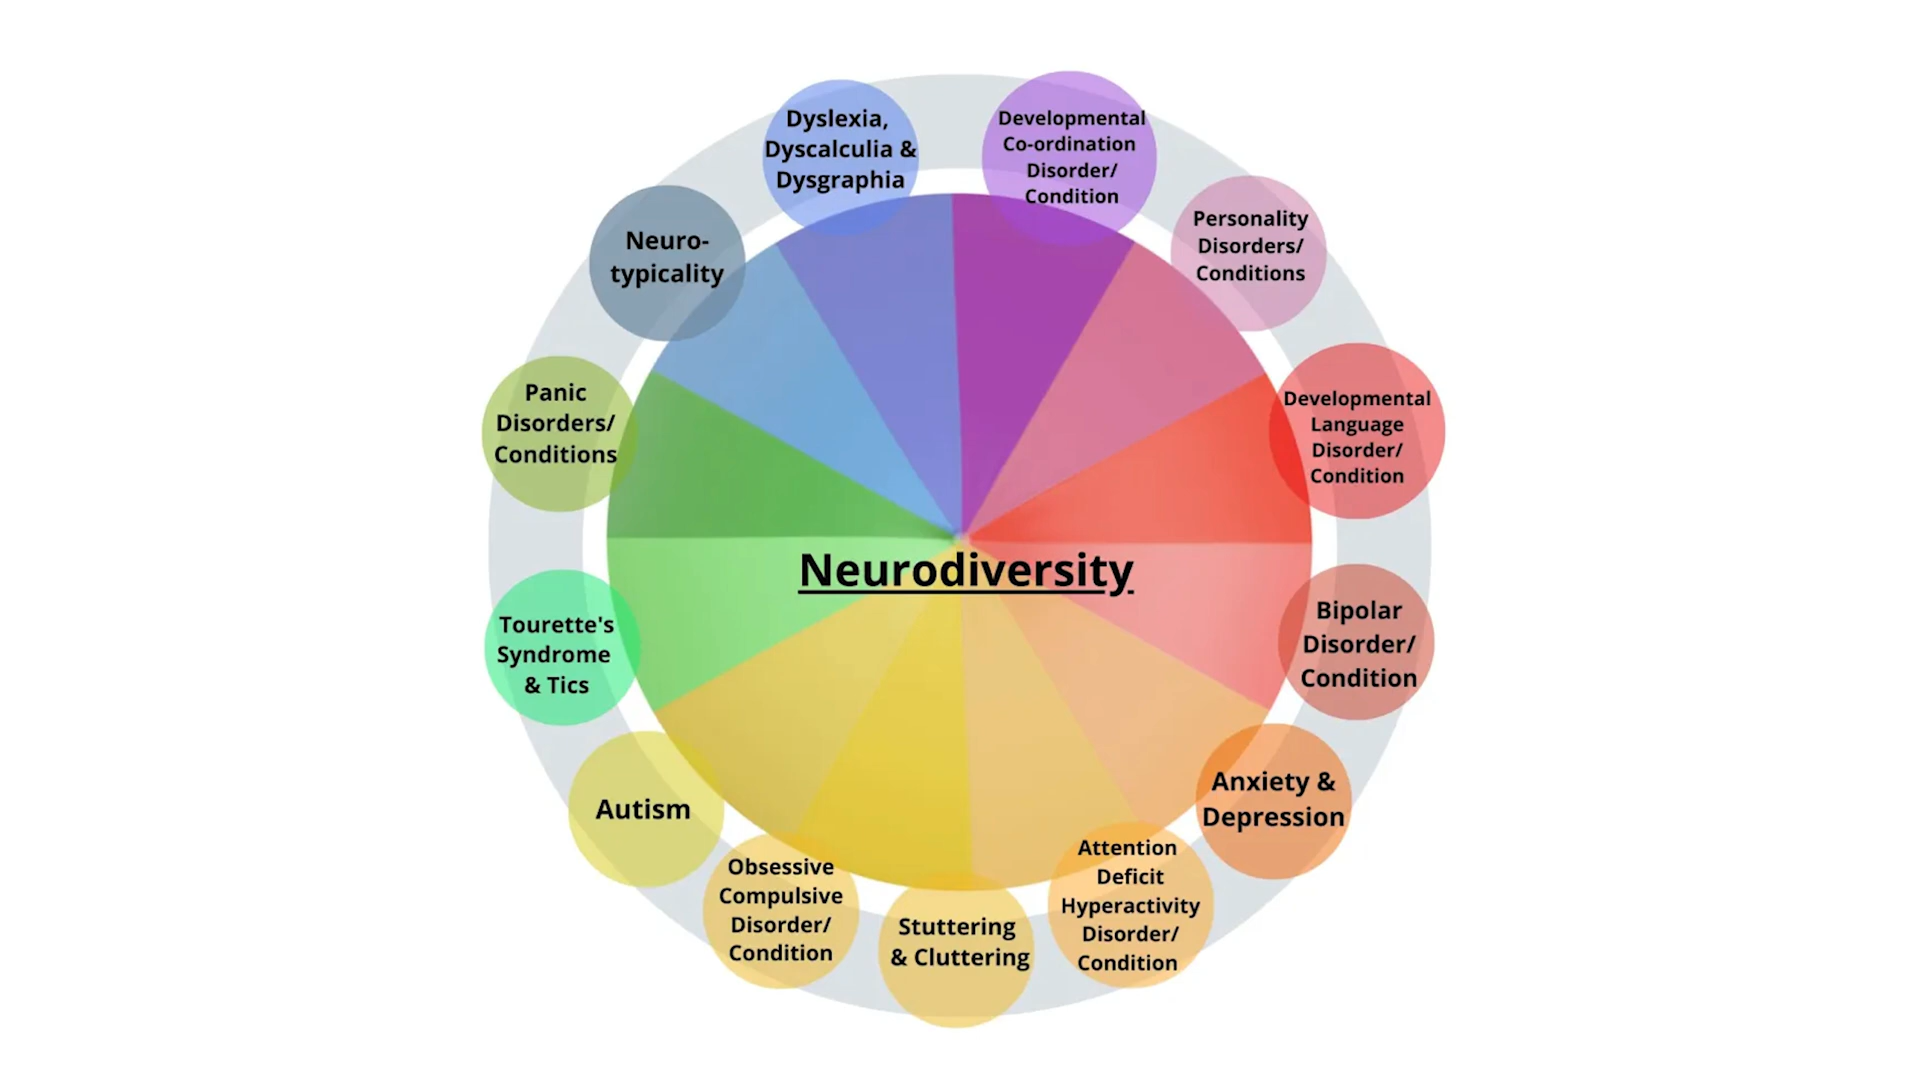 Dyslexia,
Dyscalculia &
Dysgraphia
Developmental
Co-ordination
Disorder/
Condition
Personality
Disorders/
Conditions
Developmental
Language
Disorder/
Condition
Bipolar
Disorder/
Condition
Anxiety &
Depression
Attention
Deficit
Hyperactivity
Disorder/
Condition
Stuttering
& Cluttering
Obsessive
Compulsive
Disorder/
Condition
Autism
Tourette's
Syndrome
& Tics
Panic
Disorders/
Conditions
Neuro-
typicality
Neurodiversity